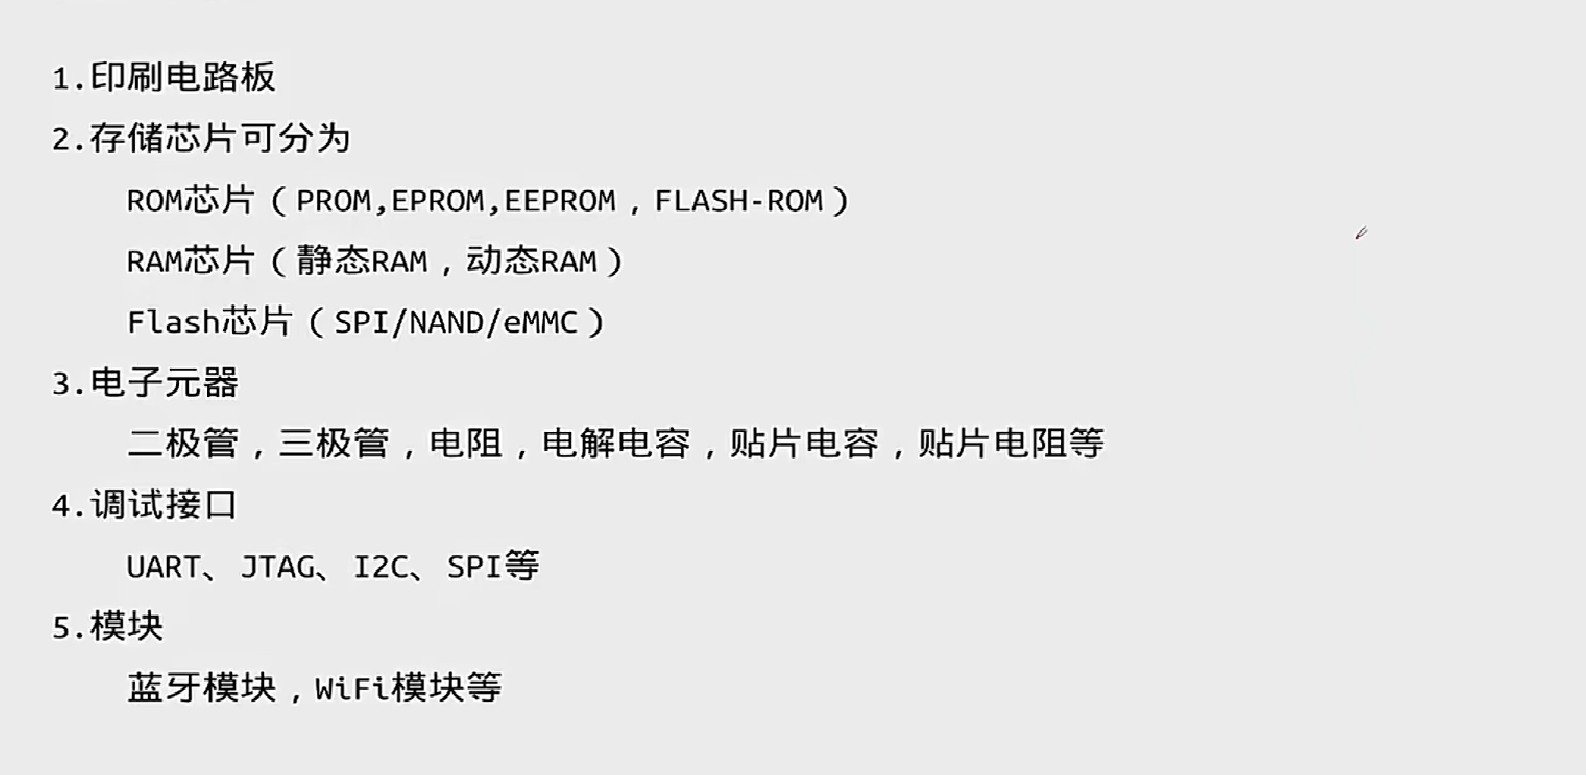 1.印刷电路板
2.存储芯片可分为
ROM芯片（PROM,EPROM,EEPROM，FLASH-ROM）
RAM芯片（静态RAM，动态RAM）
Flash芯片（SPI/NAND/eMMC）
3.电子元器
二极管，三极管，电阻，电解电容，贴片电容，贴片电阻等
4.调试接口
UART、JTAG、I2C、SPI等
5.模块
蓝牙模块，WiFi模块等